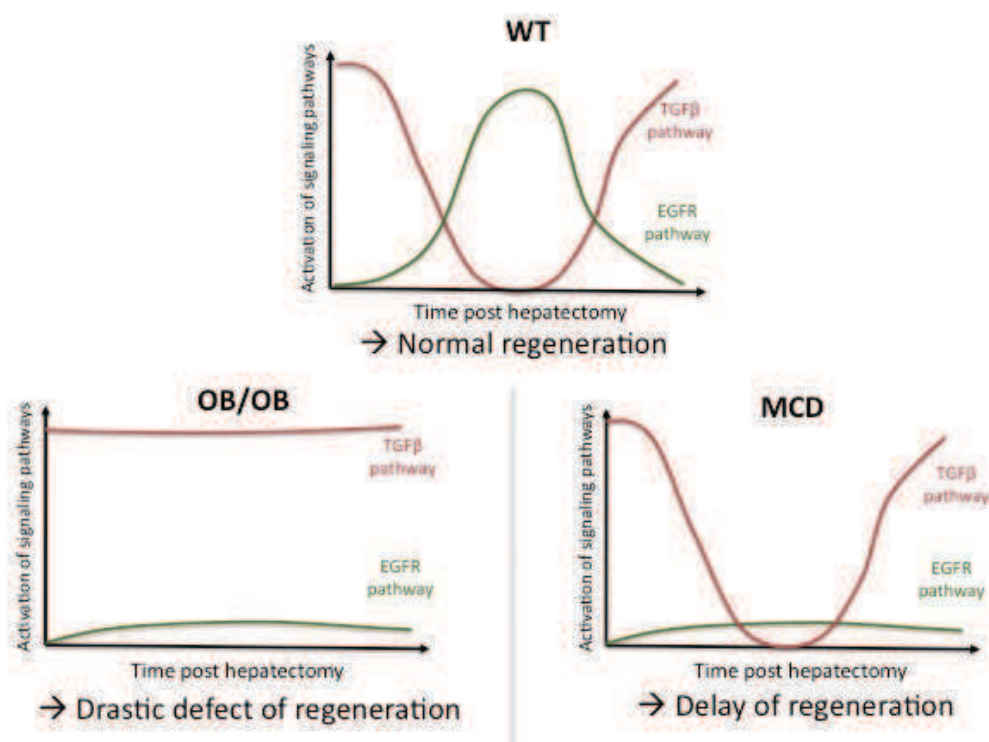 WT
Activation of signaling pathways
TGFβ
pathway
EGFR
pathway
Time post hepatectomy
→ Normal regeneration
OB/OB
Activation of signaling pathways
TGFβ
pathway
EGFR
pathway
Time post hepatectomy
→ Drastic defect of regeneration
MCD
Activation of signaling pathways
TGFβ
pathway
EGFR
pathway
Time post hepatectomy
→ Delay of regeneration